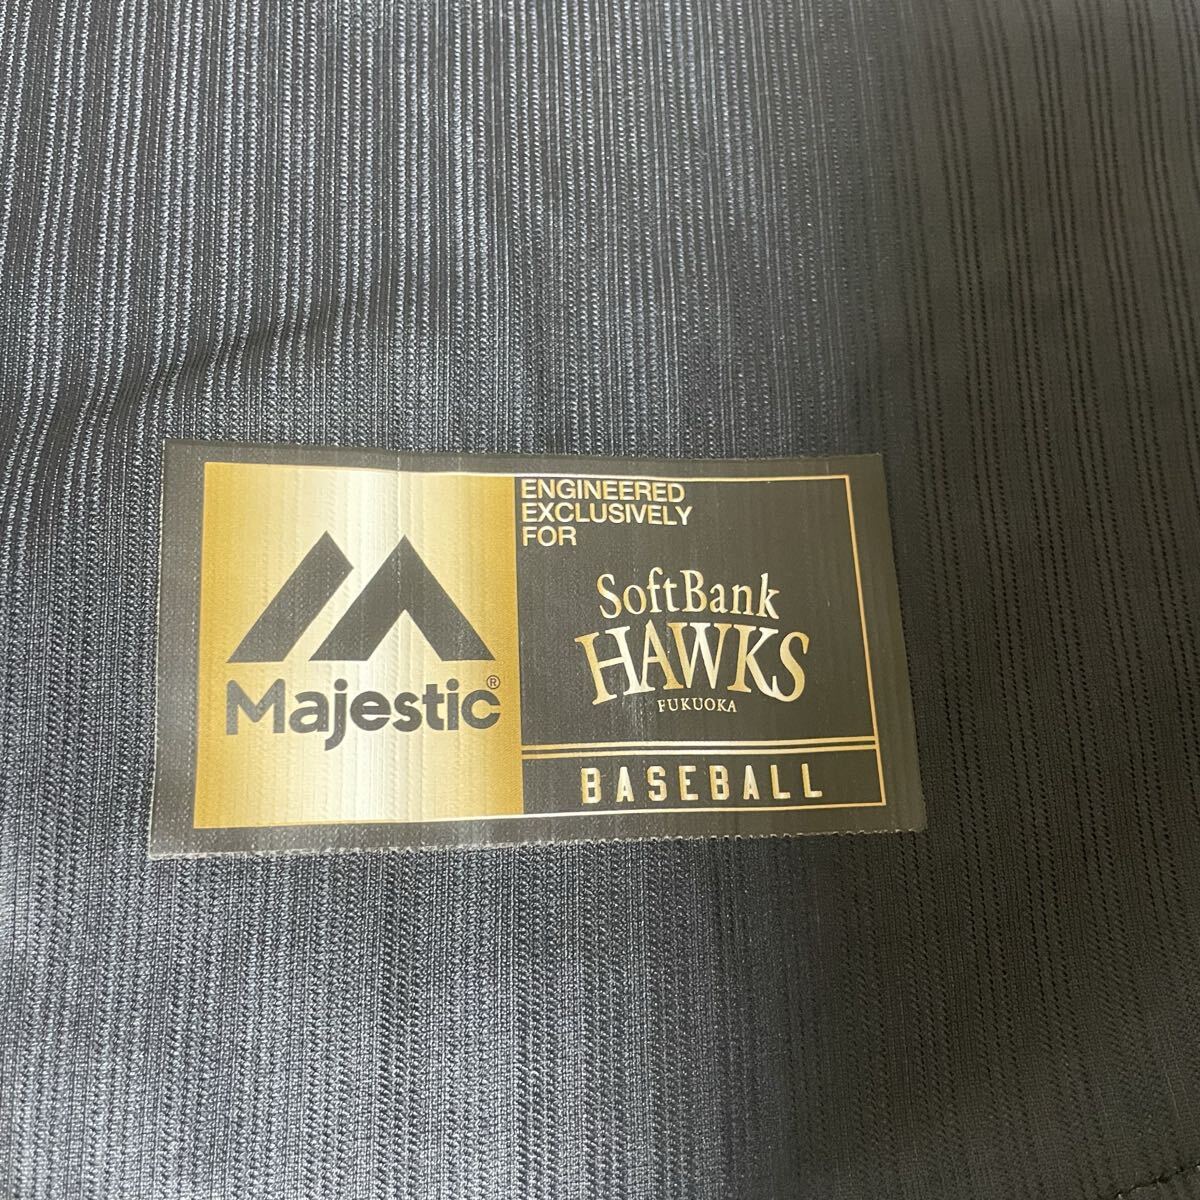 Majestic®
ENGINEERED
EXCLUSIVELY
FOR
SoftBank
HAWKS
FUKUOKA
BASEBALL